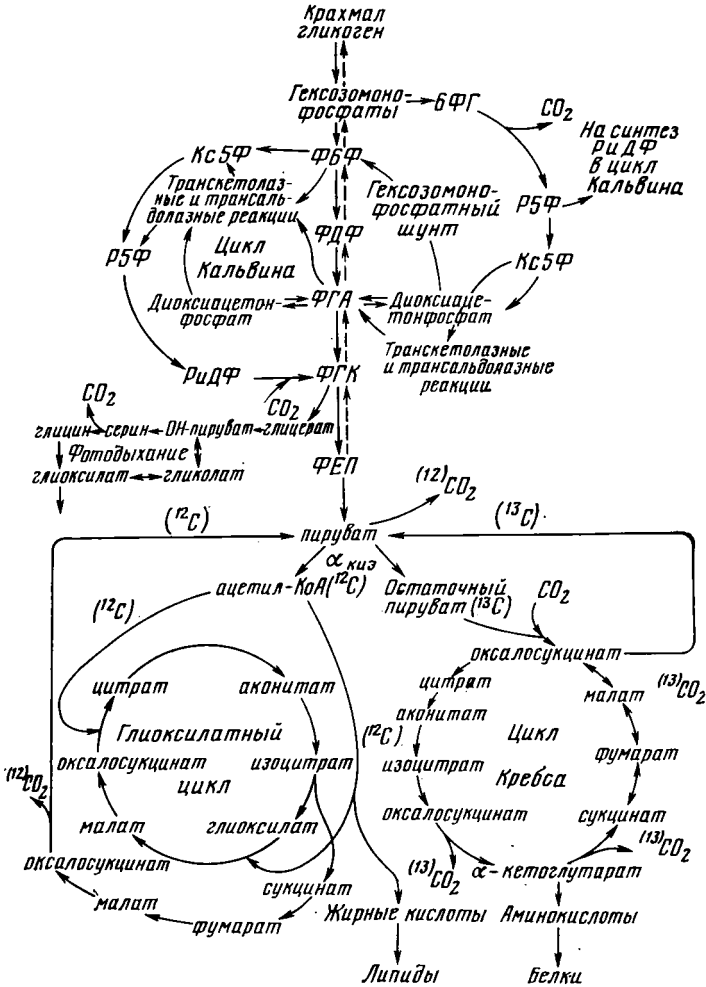 Крахмал
гликоген
Гексозомоно-
фосфаты
6ФГ
CO2
На синтез
РиДФ
в цикл
Кальвина
Кс5Ф
Ф6Ф
Транскетолаз-
ные и трансаль-
долазные реакции
Гексозомоно-
фосфатный
шунт
Р5Ф
ФДФ
Р5Ф
Цикл
Кальвина
Кс5Ф
Диоксиацетон-
фосфат
ФГА
Диоксиаце-
тонфосфат
Транскетолазные
и трансальдолазные
реакции
РиДФ
ФГК
CO2
CO2
глицин
серин
ОН-пируват
глицерат
Фотодыхание
глиоксилат
гликолат
ФЕП
(12)CO2
(12C)
пируват
(13C)
α киэ
ацетил-КоА(12C)
Остаточный
пируват (13C)
CO2
(12C)
оксалосукцинат
цитрат
аконитат
цитрат
малат
(13)CO2
аконитат
Глиоксилатный
цикл
(12C)
Цикл
Кребса
фумарат
оксалосукцинат
изоцитрат
изоцитрат
(12)CO2
малат
глиоксилат
оксалосукцинат
сукцинат
(13)CO2
оксалосукцинат
сукцинат
(13)CO2
α-кетоглутарат
малат
фумарат
Жирные кислоты
Аминокислоты
Липиды
Белки